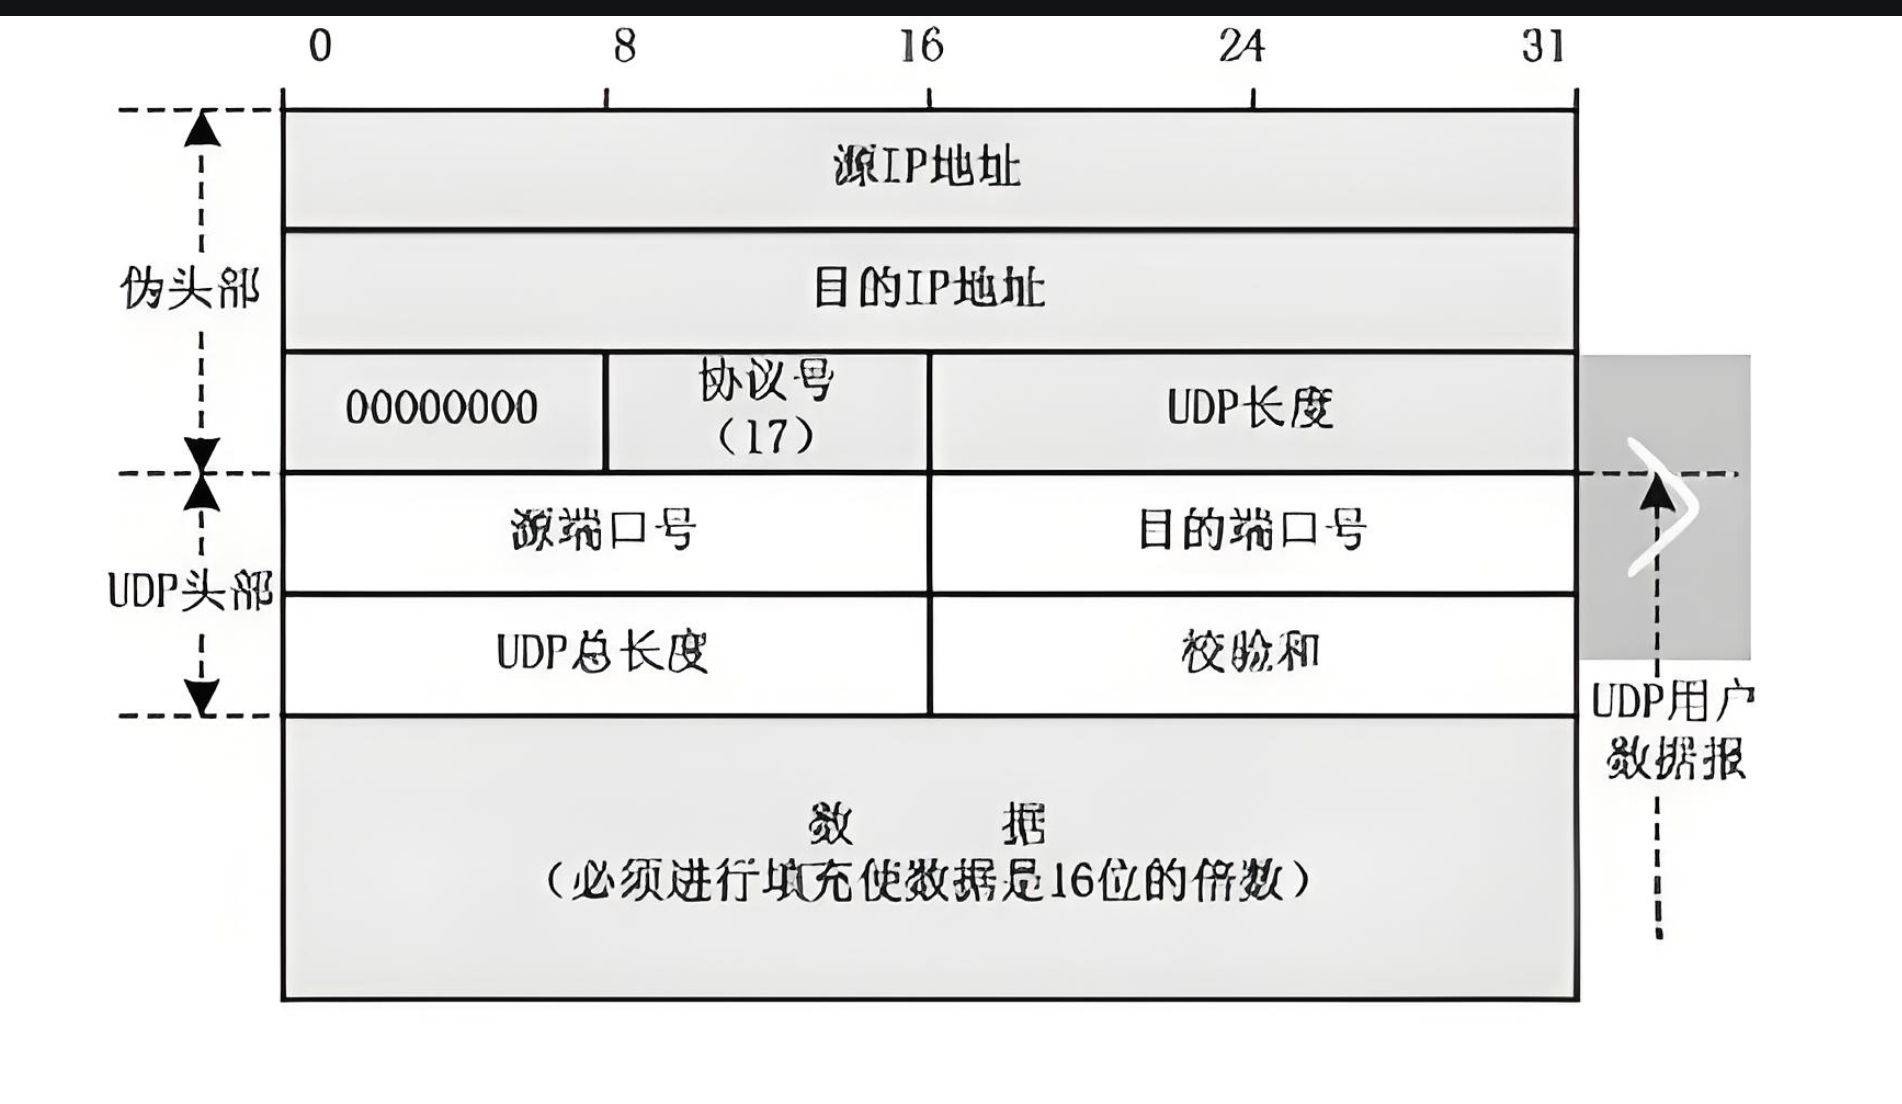 0 8 16 24 31
源IP地址
伪头部
目的IP地址
00000000
协议号
(17)
UDP长度
UDP头部
源端口号
目的端口号
UDP总长度
校验和
UDP用户
数据报
数 据
（必须进行填充使数据是16位的倍数）